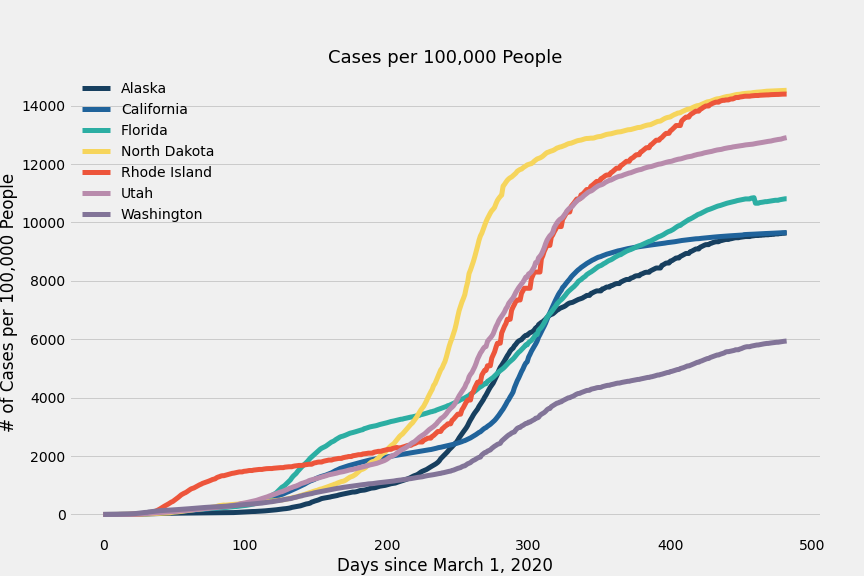 Cases per 100,000 People
Alaska
California
Florida
North Dakota
Rhode Island
Utah
Washington
# of Cases per 100,000 People
14000
12000
10000
8000
6000
4000
2000
0
0 100 200 300 400 500
Days since March 1, 2020